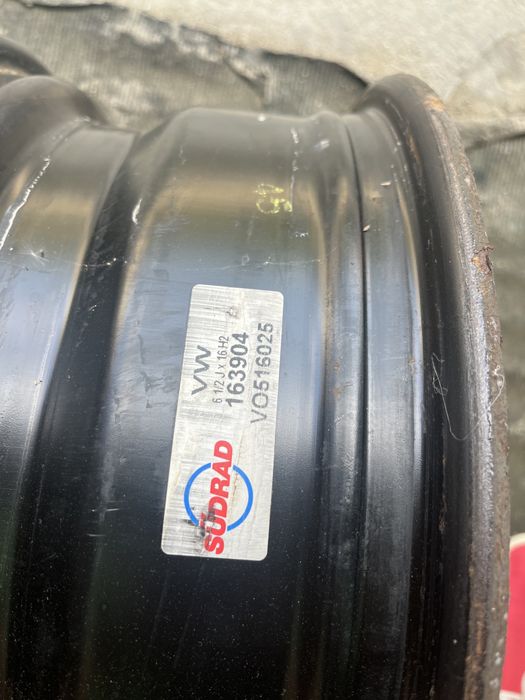 VW
6 1/2 J x 16 H2
163904
VO516025
SÜDRAD